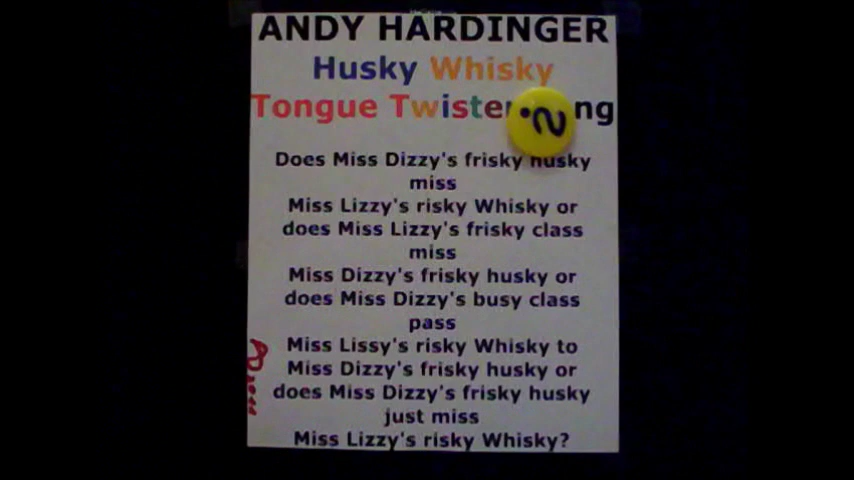 ANDY HARDINGER
Husky Whisky
Tongue Twister ng
2.
Does Miss Dizzy's frisky husky
miss
Miss Lizzy's risky Whisky or
does Miss Lizzy's frisky class
miss
Miss Dizzy's frisky husky or
does Miss Dizzy's busy class
pass
Miss Lissy's risky Whisky to
Miss Dizzy's frisky husky or
does Miss Dizzy's frisky husky
just miss
Miss Lizzy's risky Whisky?